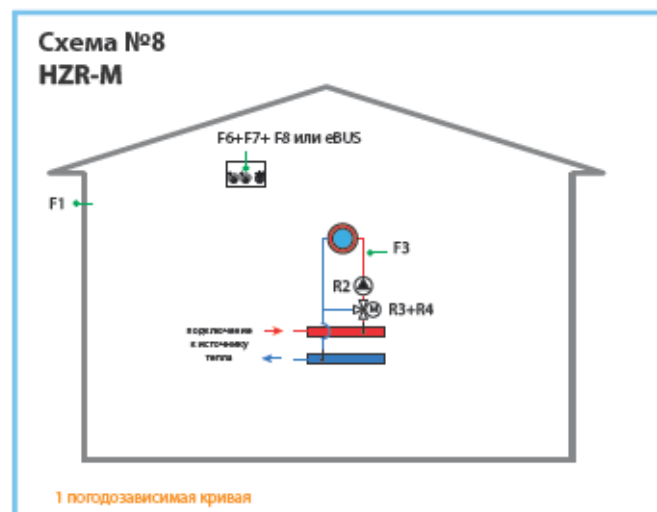 Схема №8
HZR-M
F6+F7+ F8 или eBUS
F1
F3
R2
M
R3+R4
подключение
к источнику
тепла
1 погодозависимая кривая